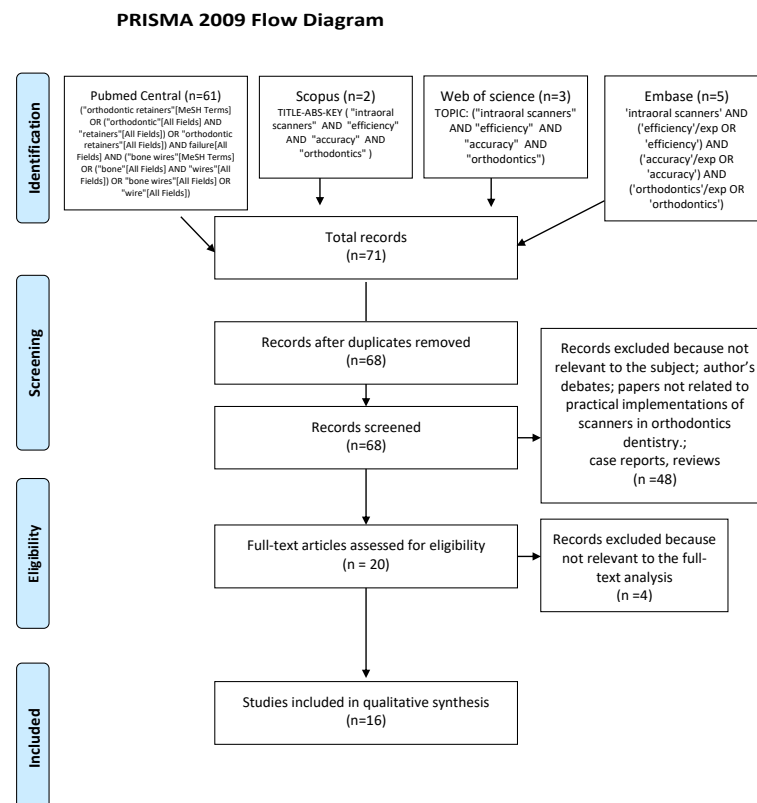 PRISMA 2009 Flow Diagram
Identification
Pubmed Central (n=61)
("orthodontic retainers"[MeSH Terms]
OR ("orthodontic"[All Fields] AND
"retainers"[All Fields]) OR "orthodontic
retainers"[All Fields]) AND failure[All
Fields] AND ("bone wires"[MeSH Terms]
OR ("bone"[All Fields] AND "wires"[All
Fields]) OR "bone wires"[All Fields] OR
"wire"[All Fields])
Scopus (n=2)
TITLE-ABS-KEY ( "intraoral
scanners" AND "efficiency"
AND "accuracy" AND
"orthodontics" )
Web of science (n=3)
TOPIC: ("intraoral scanners"
AND "efficiency" AND
"accuracy" AND
"orthodontics")
Embase (n=5)
'intraoral scanners' AND
('efficiency'/exp OR
'efficiency') AND
('accuracy'/exp OR
'accuracy') AND
('orthodontics'/exp OR
'orthodontics')
Total records
(n=71)
Screening
Records after duplicates removed
(n=68)
Records screened
(n=68)
Records excluded because not
relevant to the subject; author's
debates; papers not related to
practical implementations of
scanners in orthodontics
dentistry.;
case reports, reviews
(n =48)
Eligibility
Full-text articles assessed for eligibility
(n = 20)
Records excluded because
not relevant to the full-
text analysis
(n =4)
Included
Studies included in qualitative synthesis
(n=16)